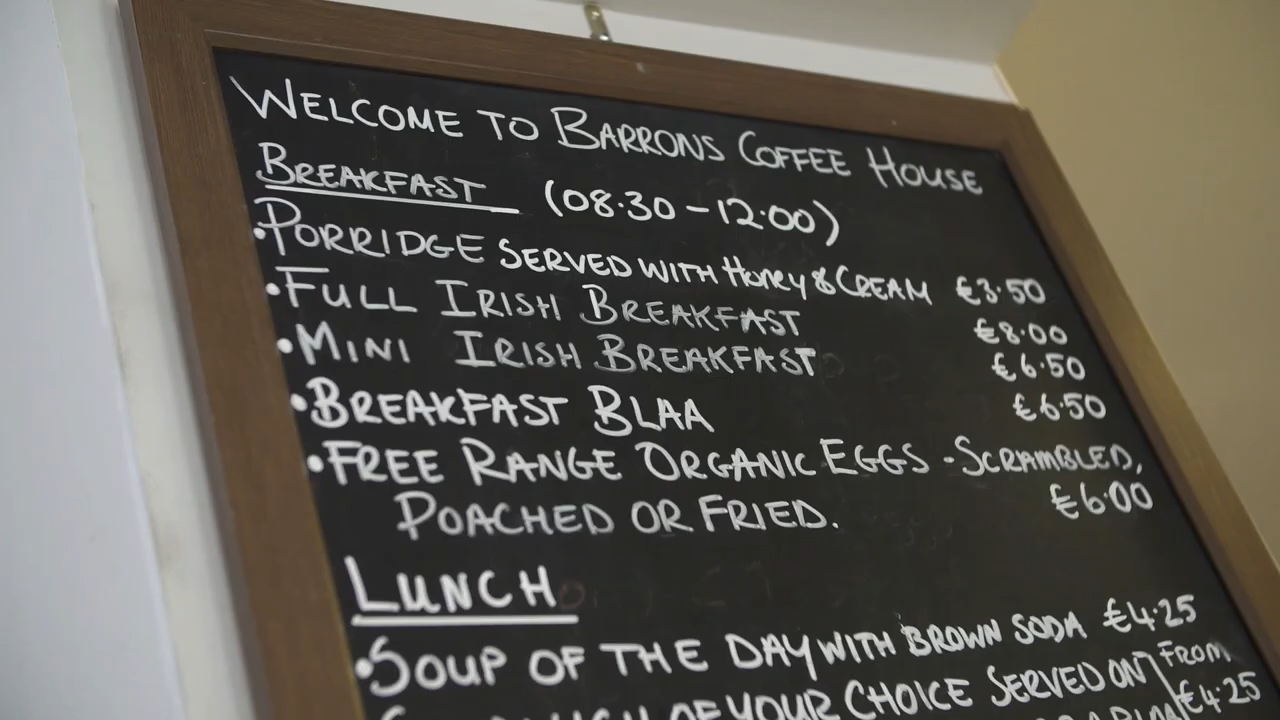 WELCOME TO BARRONS COFFEE HOUSE
BREAKFAST (08.30 - 12.00)
• PORRIDGE SERVED WITH HONEY & CREAM €3.50
• FULL IRISH BREAKFAST €8.00
• MINI IRISH BREAKFAST €6.50
• BREAKFAST BLAA €6.50
• FREE RANGE ORGANIC EGGS - SCRAMBLED,
POACHED OR FRIED. €6.00
LUNCH
• SOUP OF THE DAY WITH BROWN SODA €4.25
OF YOUR CHOICE SERVED ON FROM
€4.25